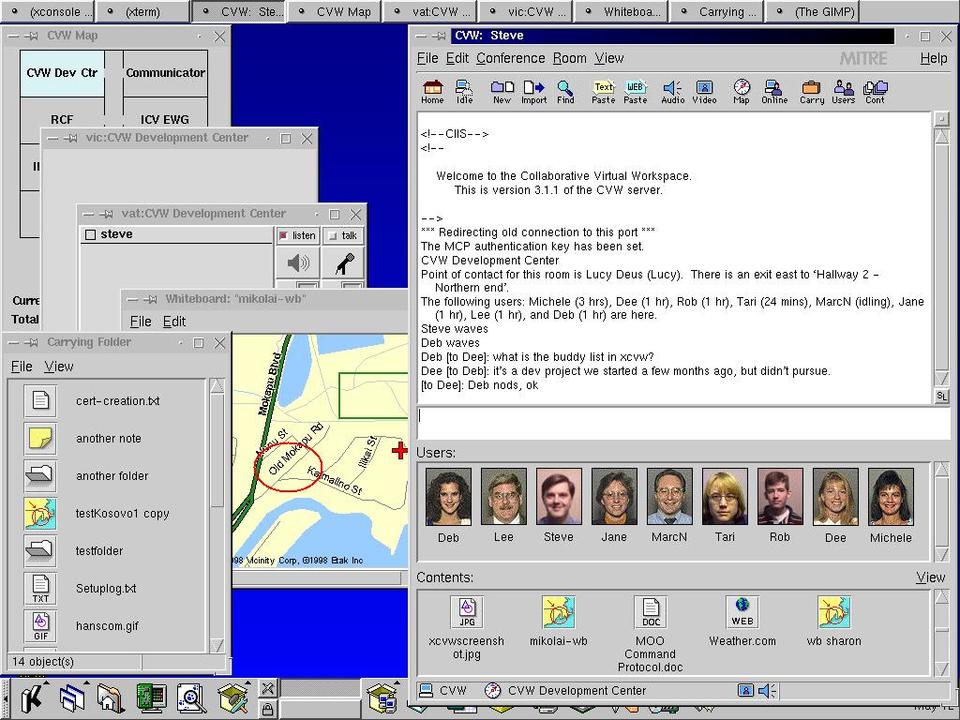 (xconsole ...
(xterm)
CVW: Ste...
CVW Map
vat:CVW ...
vic:CVW ...
Whiteboa...
Carrying ...
(The GIMP)
CVW Map
CVW Dev Ctr
Communicator
RCF
ICV EWG
vic:CVW Development Center
vat:CVW Development Center
steve
listen
talk
Whiteboard: "mikolai-wb"
File Edit
Mokapu Blvd
Old Mokapu Rd
Kaimalino St
Ilikai St
Vicinity Corp, ©1998 Etak Inc
Carrying Folder
File View
cert-creation.txt
another note
another folder
testKosovo1 copy
testfolder
TXT
Setuplog.txt
GIF
hanscom.gif
14 object(s)
CVW: Steve
File Edit Conference Room View
MITRE
Help
Text
WEB
Home Idle New Import Find Paste Paste Audio Video Map Online Carry Users Cont
<!--CIIS-->
<!--
Welcome to the Collaborative Virtual Workspace.
This is version 3.1.1 of the CVW server.
-->
*** Redirecting old connection to this port ***
The MCP authentication key has been set.
CVW Development Center
Point of contact for this room is Lucy Deus (Lucy). There is an exit east to 'Hallway 2 -
Northern end'.
The following users: Michele (3 hrs), Dee (1 hr), Rob (1 hr), Tari (24 mins), MarcN (idling), Jane
(1 hr), Lee (1 hr), and Deb (1 hr) are here.
Steve waves
Deb waves
Deb [to Dee]: what is the buddy list in xcvw?
Dee [to Deb]: it's a dev project we started a few months ago, but didn't pursue.
[to Dee]: Deb nods, ok
SL
Users:
Deb Lee Steve Jane MarcN Tari Rob Dee Michele
Contents:
View
JPG
DOC
WEB
xcvwscreensh
ot.jpg
mikolai-wb
MOO
Command
Protocol.doc
Weather.com
wb sharon
CVW
CVW Development Center